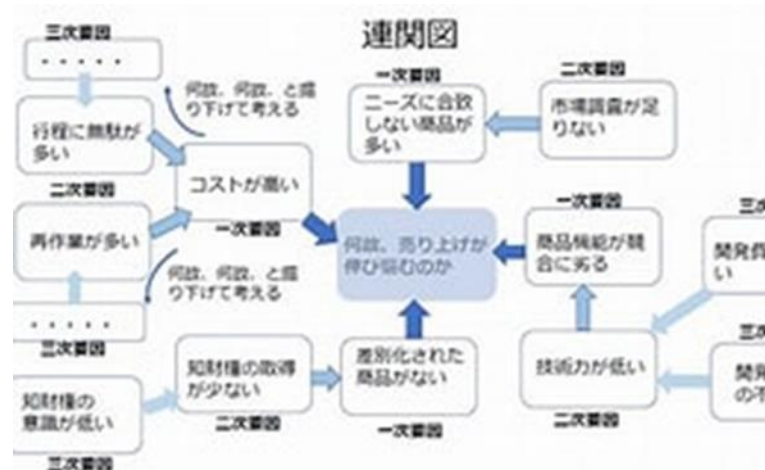 連関図
三次要因
・・・・・
何故、何故、と掘
り下げて考える
行程に無駄が
多い
二次要因
コストが高い
一次要因
再作業が多い
何故、何故、と掘
り下げて考える
・・・・・
三次要因
一次要因
ニーズに合致
しない商品が
多い
二次要因
市場調査が足
りない
何故、売り上げが
伸び悩むのか
一次要因
商品機能が競
合に劣る
三次
開発
い
技術力が低い
二次要因
三次
開発
の不
知財権の
意識が低い
三次要因
知財権の取得
が少ない
二次要因
差別化された
商品がない
一次要因